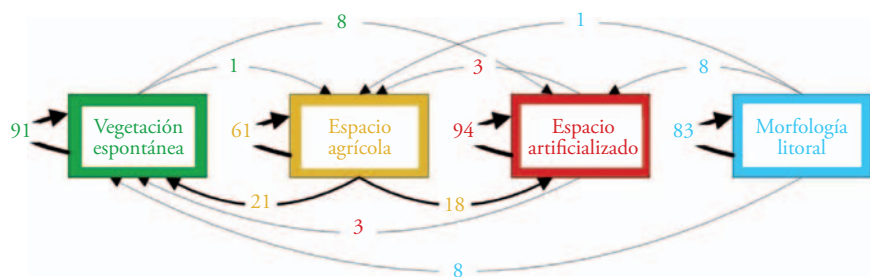 8
1
1
3
8
91
Vegetación
espontánea
61
Espacio
agrícola
94
Espacio
artificializado
83
Morfología
litoral
21
18
3
8